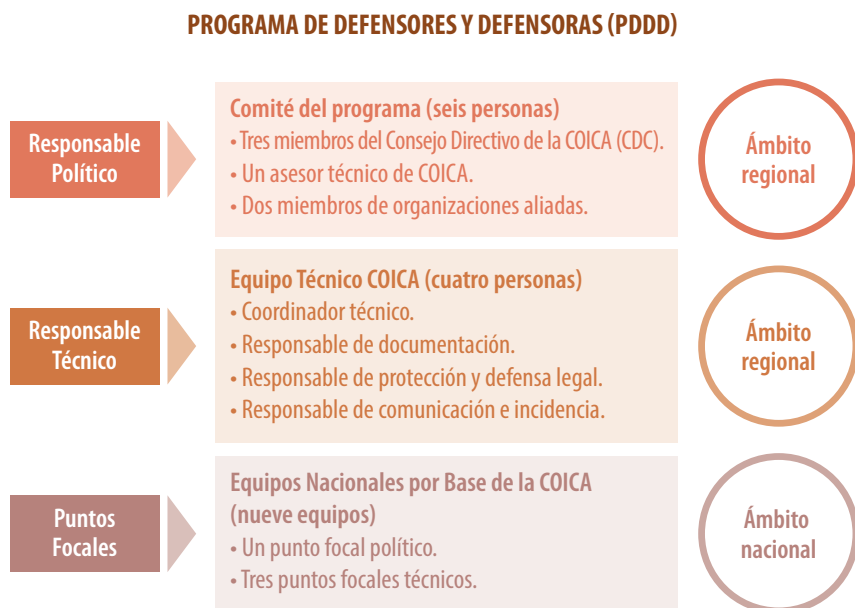 PROGRAMA DE DEFENSORES Y DEFENSORAS (PDDD)
Responsable
Político
Comité del programa (seis personas)
• Tres miembros del Consejo Directivo de la COICA (CDC).
• Un asesor técnico de COICA.
• Dos miembros de organizaciones aliadas.
Ámbito
regional
Responsable
Técnico
Equipo Técnico COICA (cuatro personas)
• Coordinador técnico.
• Responsable de documentación.
• Responsable de protección y defensa legal.
• Responsable de comunicación e incidencia.
Ámbito
regional
Puntos
Focales
Equipos Nacionales por Base de la COICA
(nueve equipos)
• Un punto focal político.
• Tres puntos focales técnicos.
Ámbito
nacional